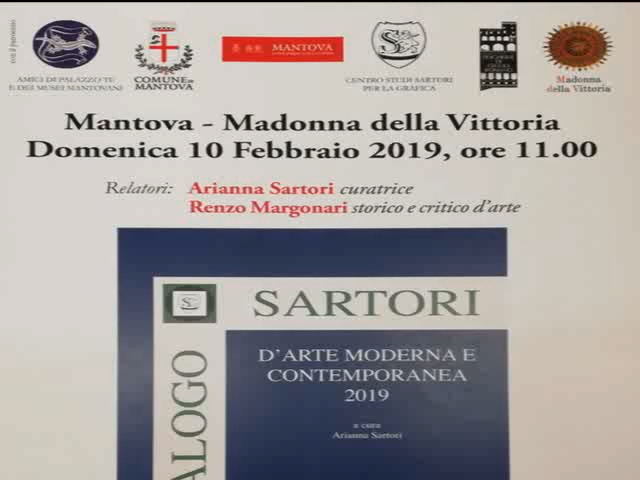 AMICI DI PALAZZO TE
E DEI MUSEI MANTOVANI
COMUNE DI
MANTOVA
MANTOVA
CENTRO STUDI SARTORI
PER LA GRAFICA
Madonna
della Vittoria
Mantova - Madonna della Vittoria
Domenica 10 Febbraio 2019, ore 11.00
Relatori: Arianna Sartori curatrice
Renzo Margonari storico e critico d'arte
SARTORI
ALOGO
D'ARTE MODERNA E
CONTEMPORANEA
2019
a cura
Arianna Sartori